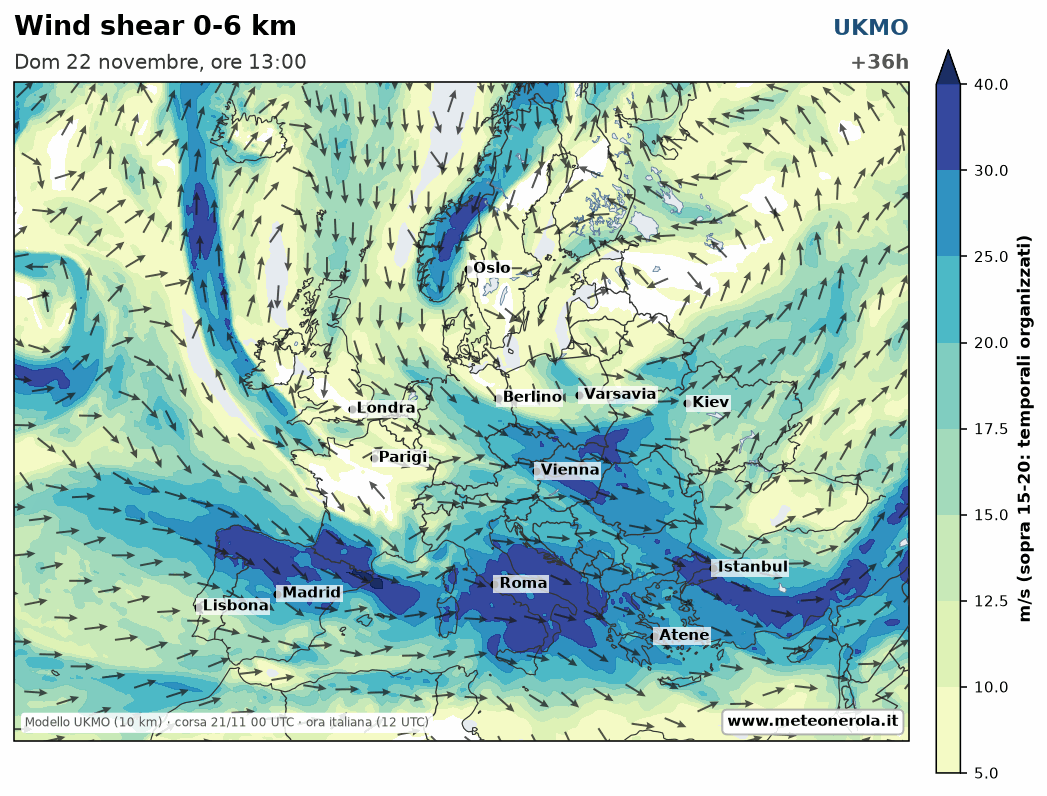 Wind shear 0-6 km
UKMO
Dom 22 novembre, ore 13:00
+36h
40.0
30.0
25.0
20.0
17.5
15.0
12.5
10.0
5.0
m/s (sopra 15-20: temporali organizzati)
Oslo
Berlino
Varsavia
Kiev
Londra
Parigi
Vienna
Istanbul
Roma
Madrid
Lisbona
Atene
Modello UKMO (10 km) · corsa 21/11 00 UTC · ora italiana (12 UTC)
www.meteonerola.it